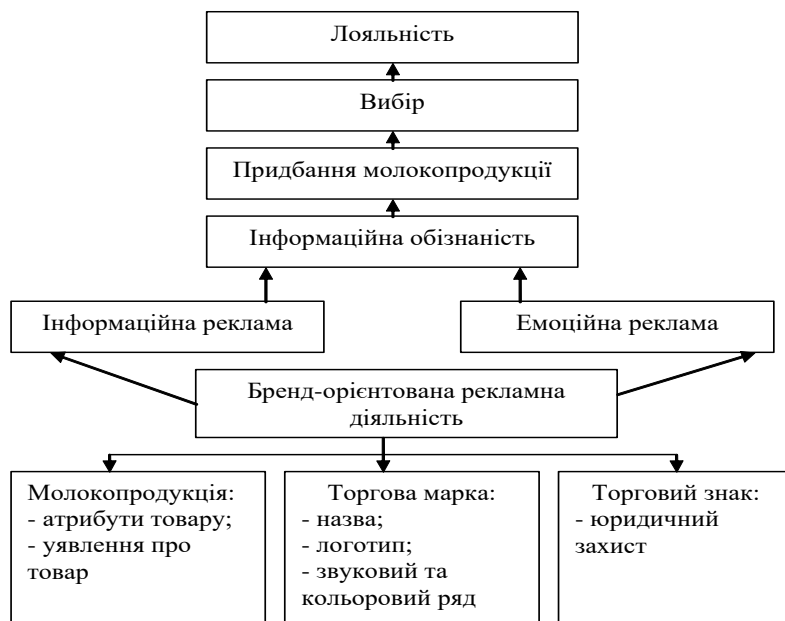 Лояльність
Вибір
Придбання молокопродукції
Інформаційна обізнаність
Інформаційна реклама
Емоційна реклама
Бренд-орієнтована рекламна
діяльність
Молокопродукція:
- атрибути товару;
- уявлення про
товар
Торгова марка:
- назва;
- логотип;
- звуковий та
кольоровий ряд
Торговий знак:
- юридичний
захист